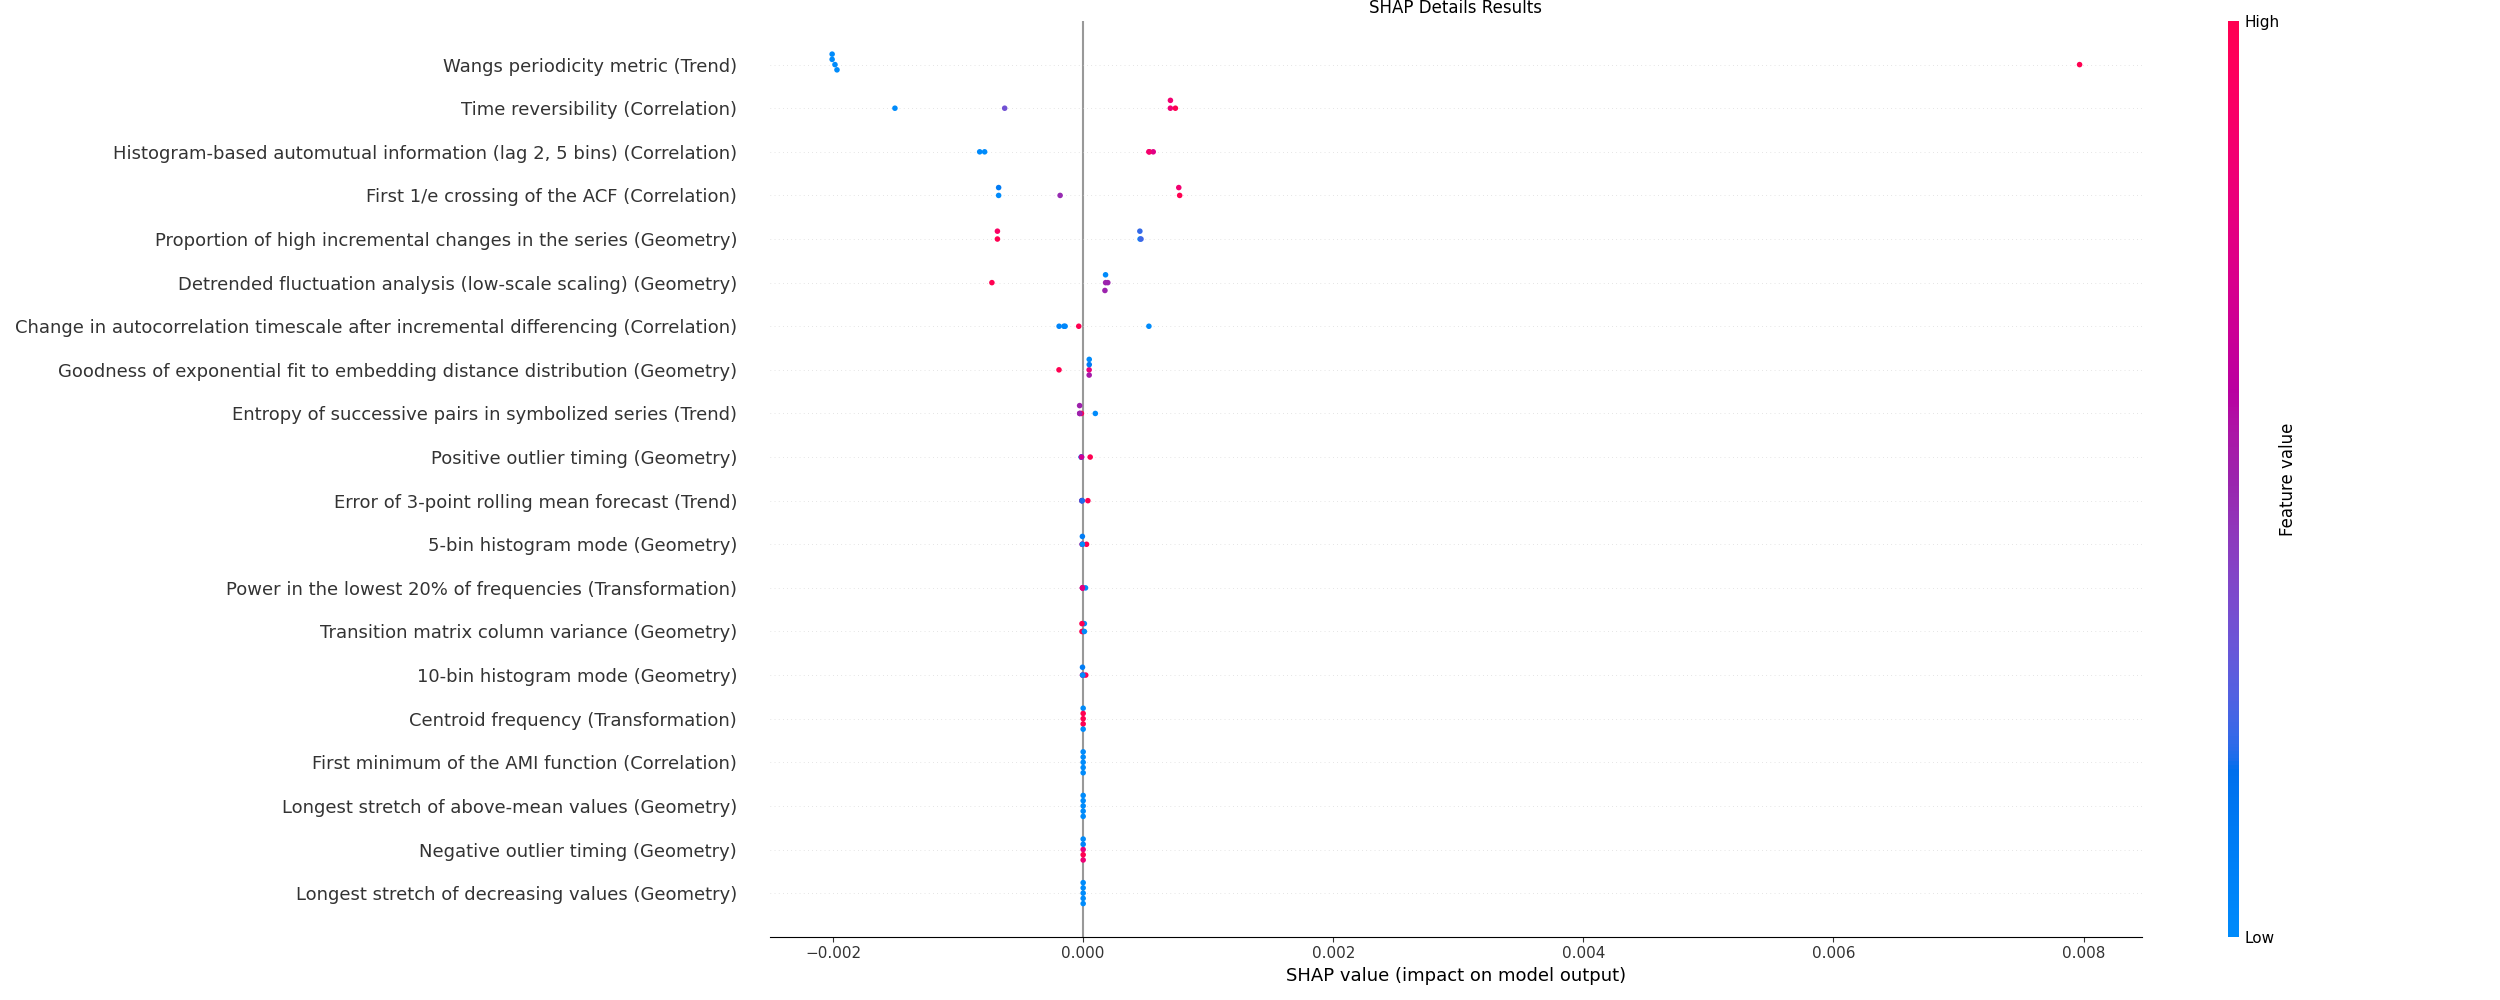 SHAP Details Results
High
Wangs periodicity metric (Trend)
Time reversibility (Correlation)
Histogram-based automutual information (lag 2, 5 bins) (Correlation)
First 1/e crossing of the ACF (Correlation)
Proportion of high incremental changes in the series (Geometry)
Detrended fluctuation analysis (low-scale scaling) (Geometry)
Change in autocorrelation timescale after incremental differencing (Correlation)
Goodness of exponential fit to embedding distance distribution (Geometry)
Entropy of successive pairs in symbolized series (Trend)
Positive outlier timing (Geometry)
Error of 3-point rolling mean forecast (Trend)
5-bin histogram mode (Geometry)
Power in the lowest 20% of frequencies (Transformation)
Transition matrix column variance (Geometry)
10-bin histogram mode (Geometry)
Centroid frequency (Transformation)
First minimum of the AMI function (Correlation)
Longest stretch of above-mean values (Geometry)
Negative outlier timing (Geometry)
Longest stretch of decreasing values (Geometry)
Feature value
Low
−0.002 0.000 0.002 0.004 0.006 0.008
SHAP value (impact on model output)